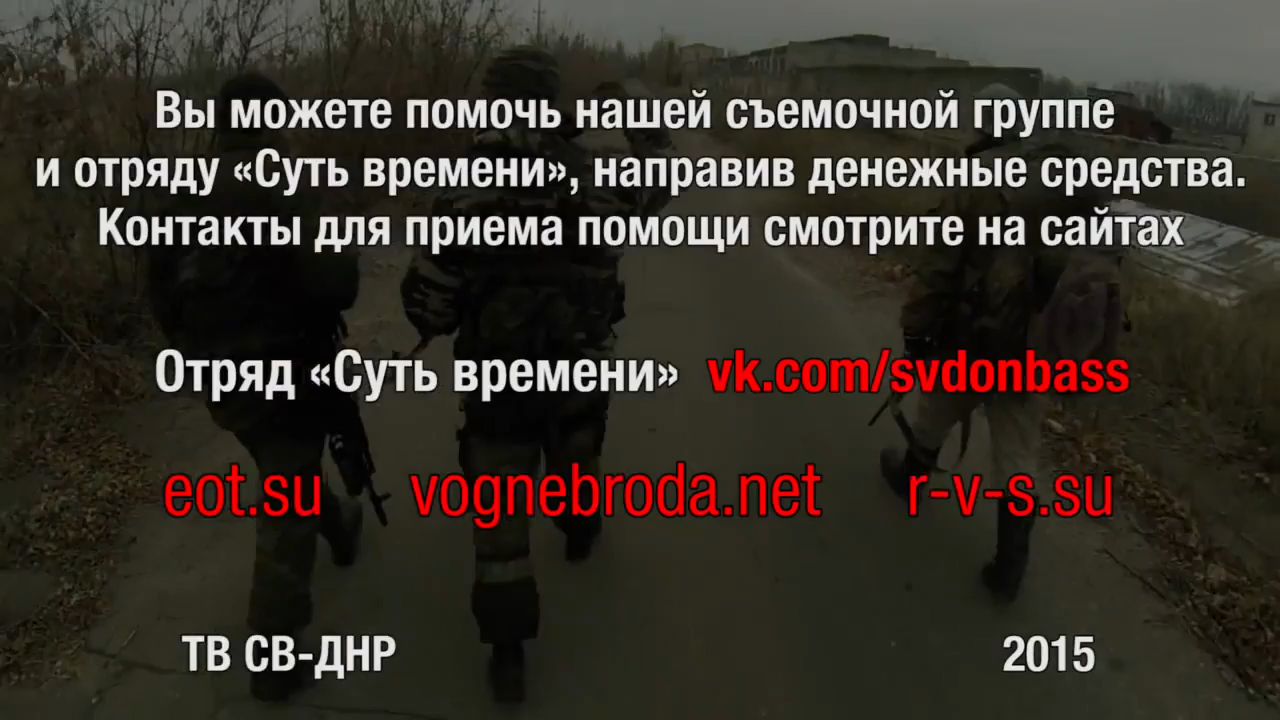 Вы можете помочь нашей съемочной группе
и отряду «Суть времени», направив денежные средства.
Контакты для приема помощи смотрите на сайтах
Отряд «Суть времени» vk.com/svdonbass
eot.su vognebroda.net r-v-s.su
ТВ СВ-ДНР 2015